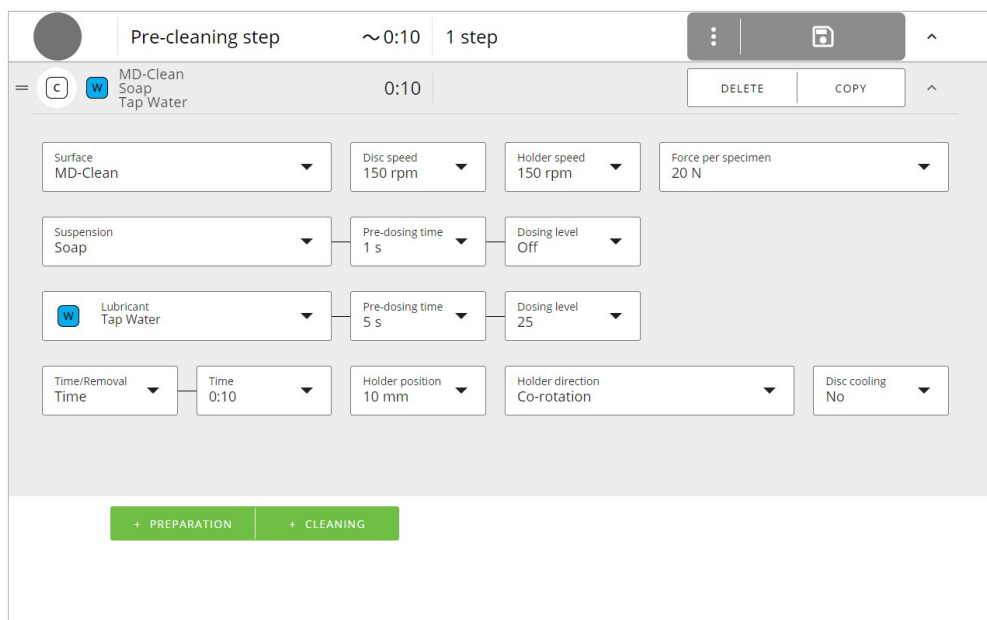 Pre-cleaning step ~0:10 1 step
C W MD-Clean
Soap
Tap Water
0:10 DELETE COPY
Surface Disc speed Holder speed Force per specimen
MD-Clean 150 rpm 150 rpm 20 N
Suspension Pre-dosing time Dosing level
Soap 1 s Off
Lubricant Pre-dosing time Dosing level
W Tap Water 5 s 25
Time/Removal Time Holder position Holder direction Disc cooling
Time 0:10 10 mm Co-rotation No
+ PREPARATION + CLEANING